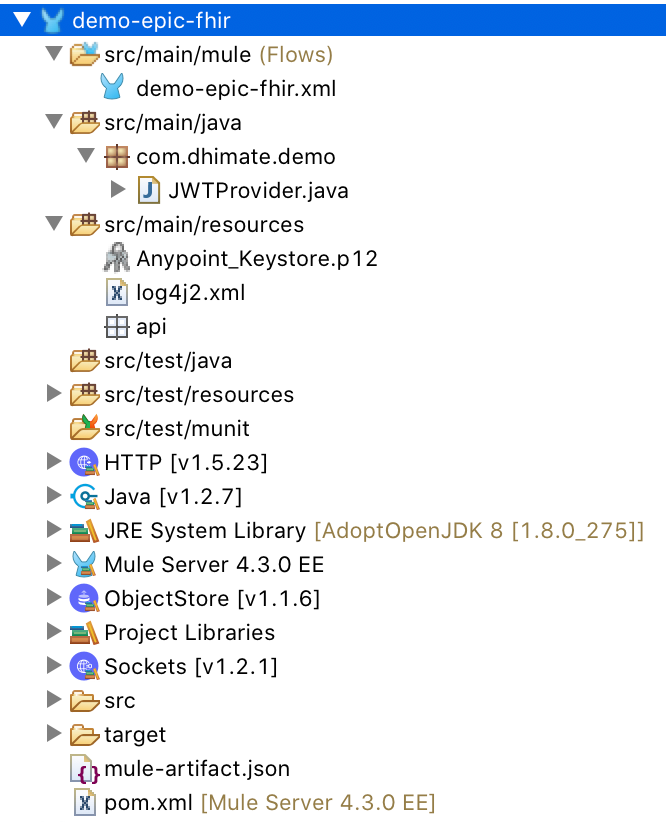 demo-epic-fhir
src/main/mule (Flows)
demo-epic-fhir.xml
src/main/java
com.dhimate.demo
JWTProvider.java
src/main/resources
Anypoint_Keystore.p12
log4j2.xml
api
src/test/java
src/test/resources
src/test/munit
HTTP [v1.5.23]
Java [v1.2.7]
JRE System Library [AdoptOpenJDK 8 [1.8.0_275]]
Mule Server 4.3.0 EE
ObjectStore [v1.1.6]
Project Libraries
Sockets [v1.2.1]
src
target
mule-artifact.json
pom.xml [Mule Server 4.3.0 EE]